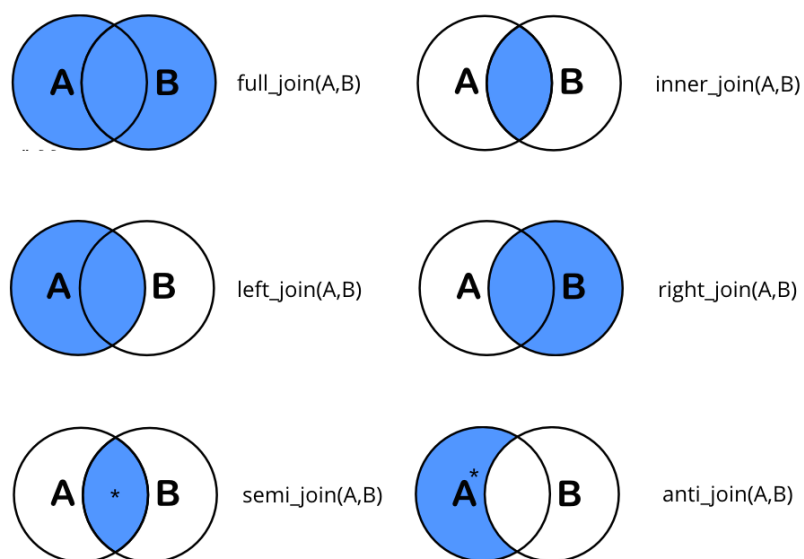 A B full_join(A,B)
A B inner_join(A,B)
A B left_join(A,B)
A B right_join(A,B)
A * B semi_join(A,B)
A * B anti_join(A,B)